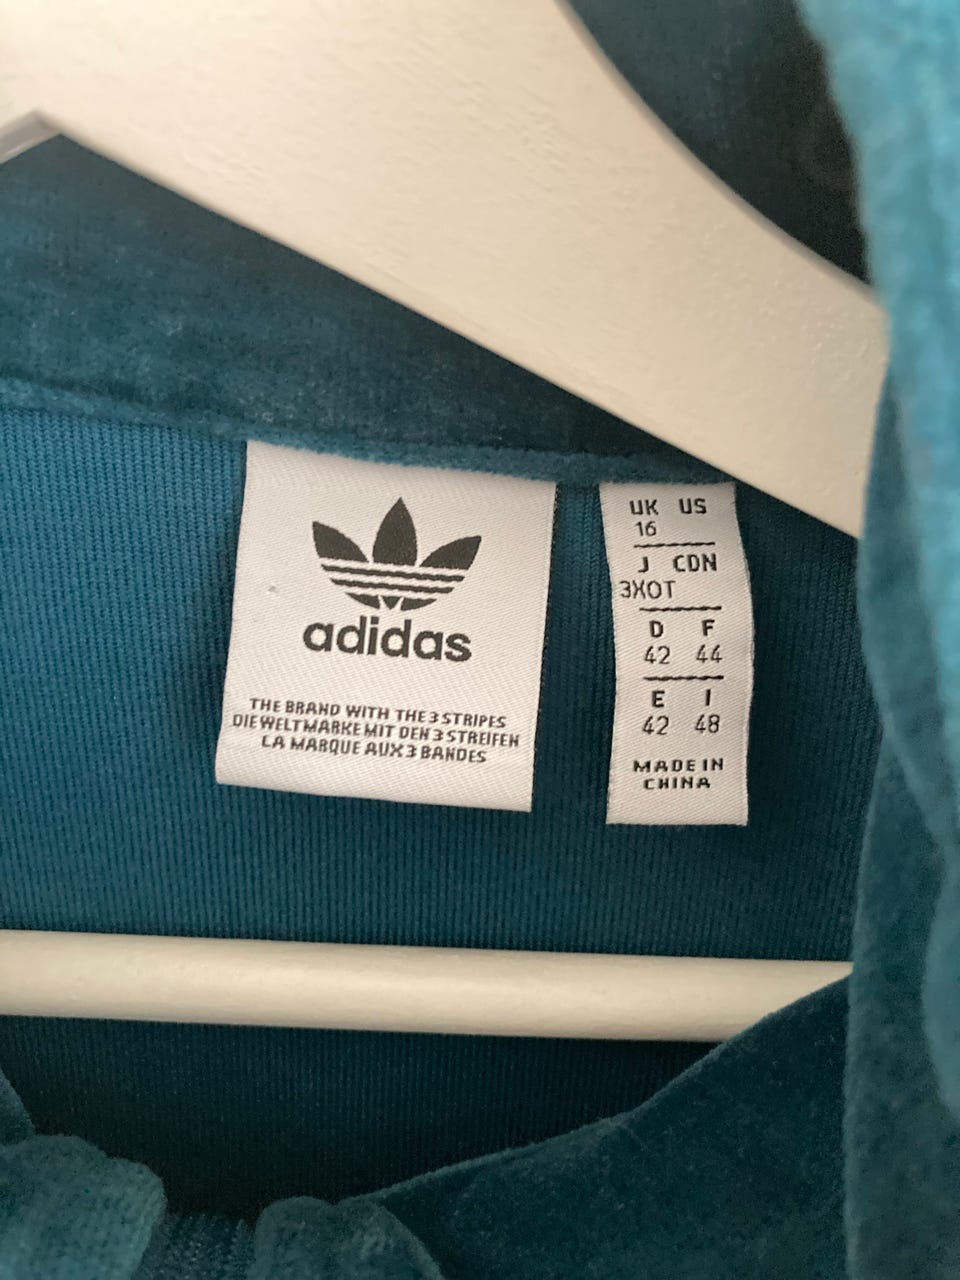 adidas
THE BRAND WITH THE 3 STRIPES
DIE WELTMARKE MIT DEN 3 STREIFEN
LA MARQUE AUX 3 BANDES
UK US
16
J CDN
3XOT
D F
42 44
E I
42 48
MADE IN
CHINA